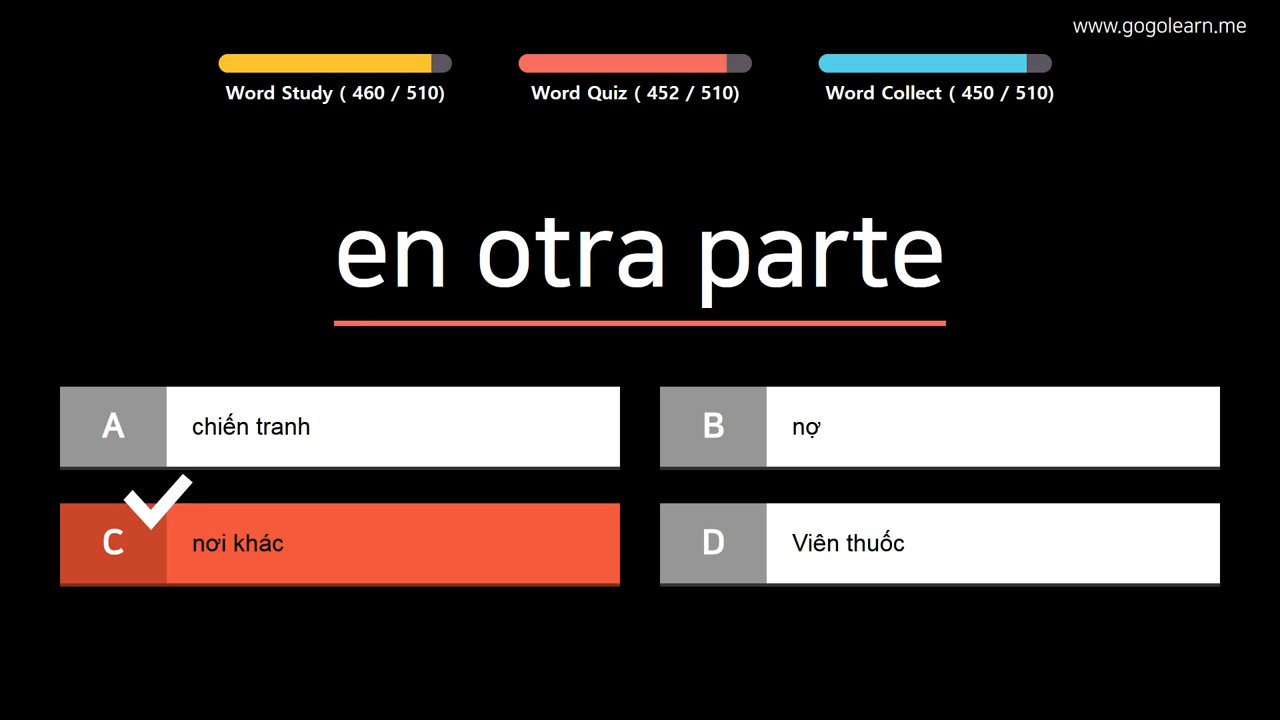 www.gogolearn.me
Word Study ( 460 / 510)
Word Quiz ( 452 / 510)
Word Collect ( 450 / 510)
en otra parte
A chiến tranh
B nợ
C nơi khác
D Viên thuốc